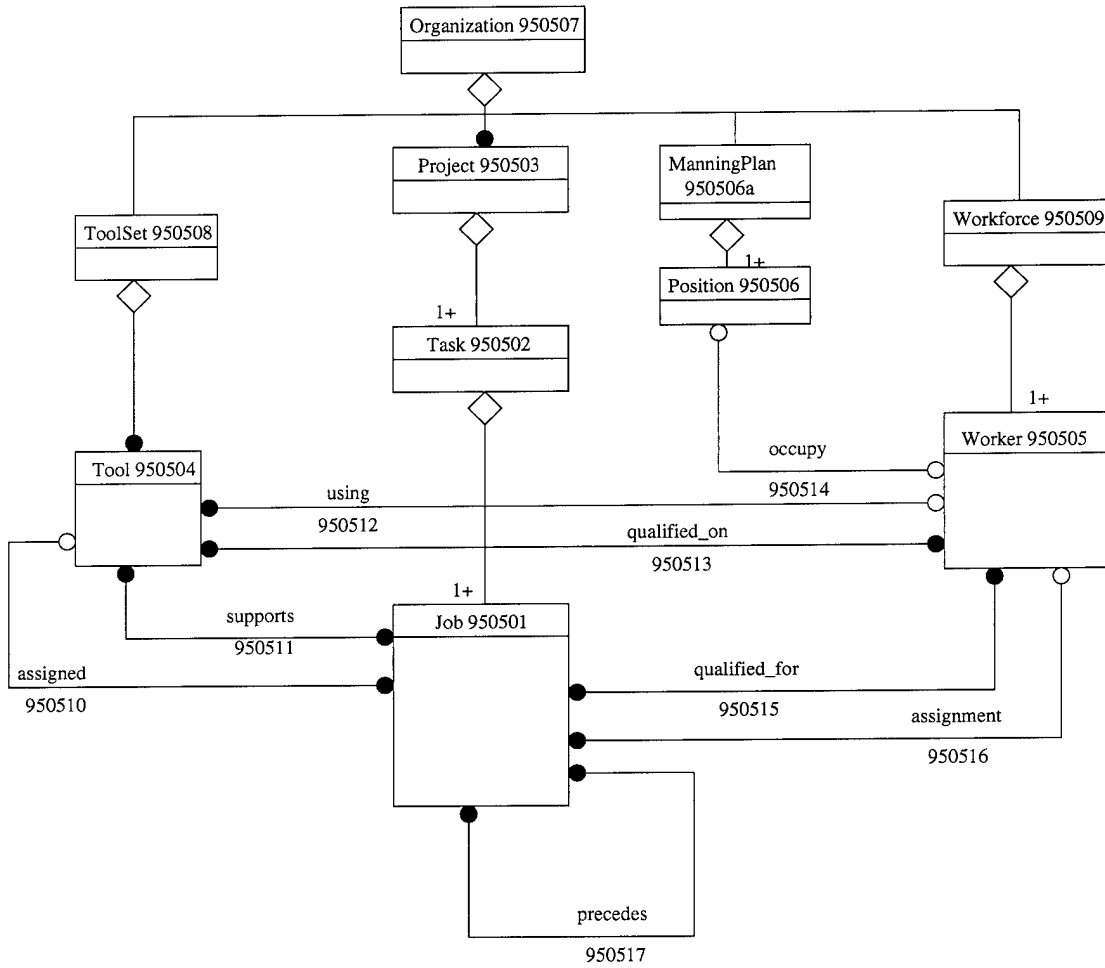 Organization 950507
Project 950503
ManningPlan
950506a
ToolSet 950508
Workforce 950509
1+
Position 950506
1+
Task 950502
1+
Worker 950505
Tool 950504
occupy
950514
using
950512
qualified_on
950513
1+
Job 950501
supports
950511
assigned
950510
qualified_for
950515
assignment
950516
precedes
950517